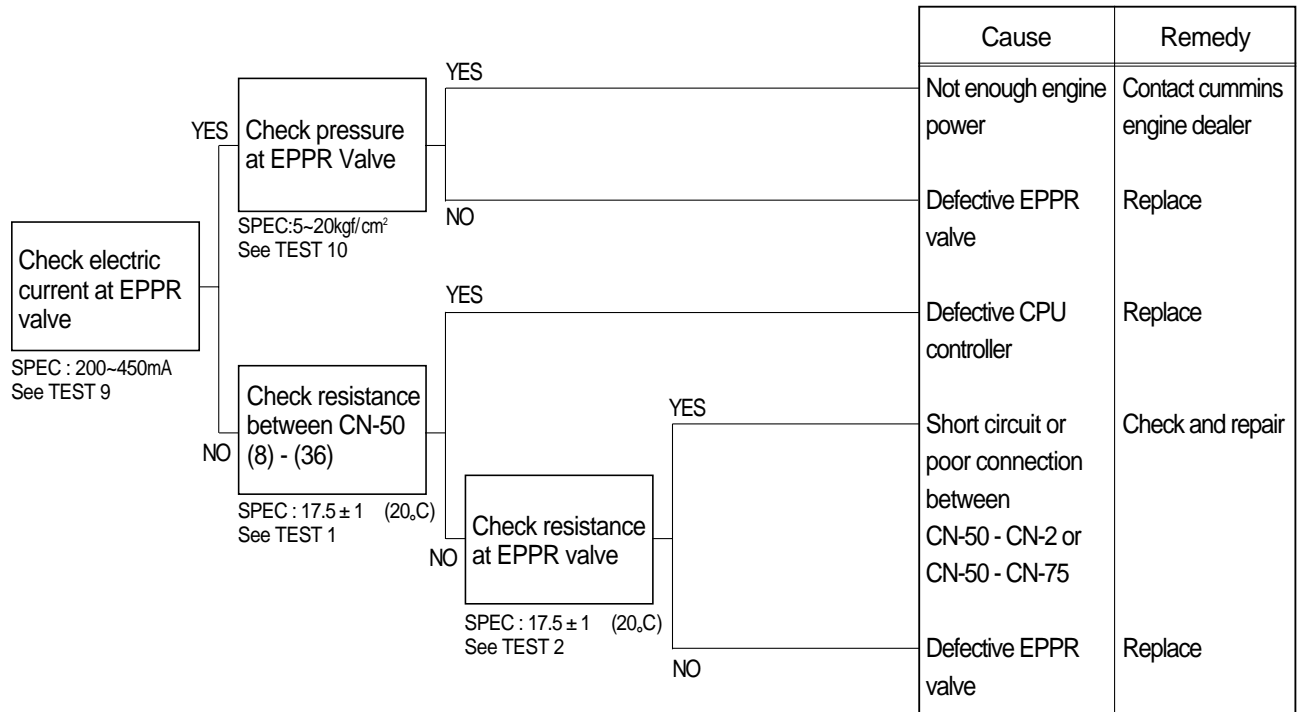 Cause
Remedy
YES
Not enough engine
power
Contact cummins
engine dealer
YES
Check pressure
at EPPR Valve
SPEC:5~20kgf/cm²
See TEST 10
NO
Defective EPPR
valve
Replace
Check electric
current at EPPR
valve
SPEC : 200~450mA
See TEST 9
YES
Defective CPU
controller
Replace
NO
Check resistance
between CN-50
(8) - (36)
SPEC : 17.5 ± 1 (20°C)
See TEST 1
YES
Short circuit or
poor connection
between
CN-50 - CN-2 or
CN-50 - CN-75
Check and repair
NO
Check resistance
at EPPR valve
SPEC : 17.5 ± 1 (20°C)
See TEST 2
NO
Defective EPPR
valve
Replace